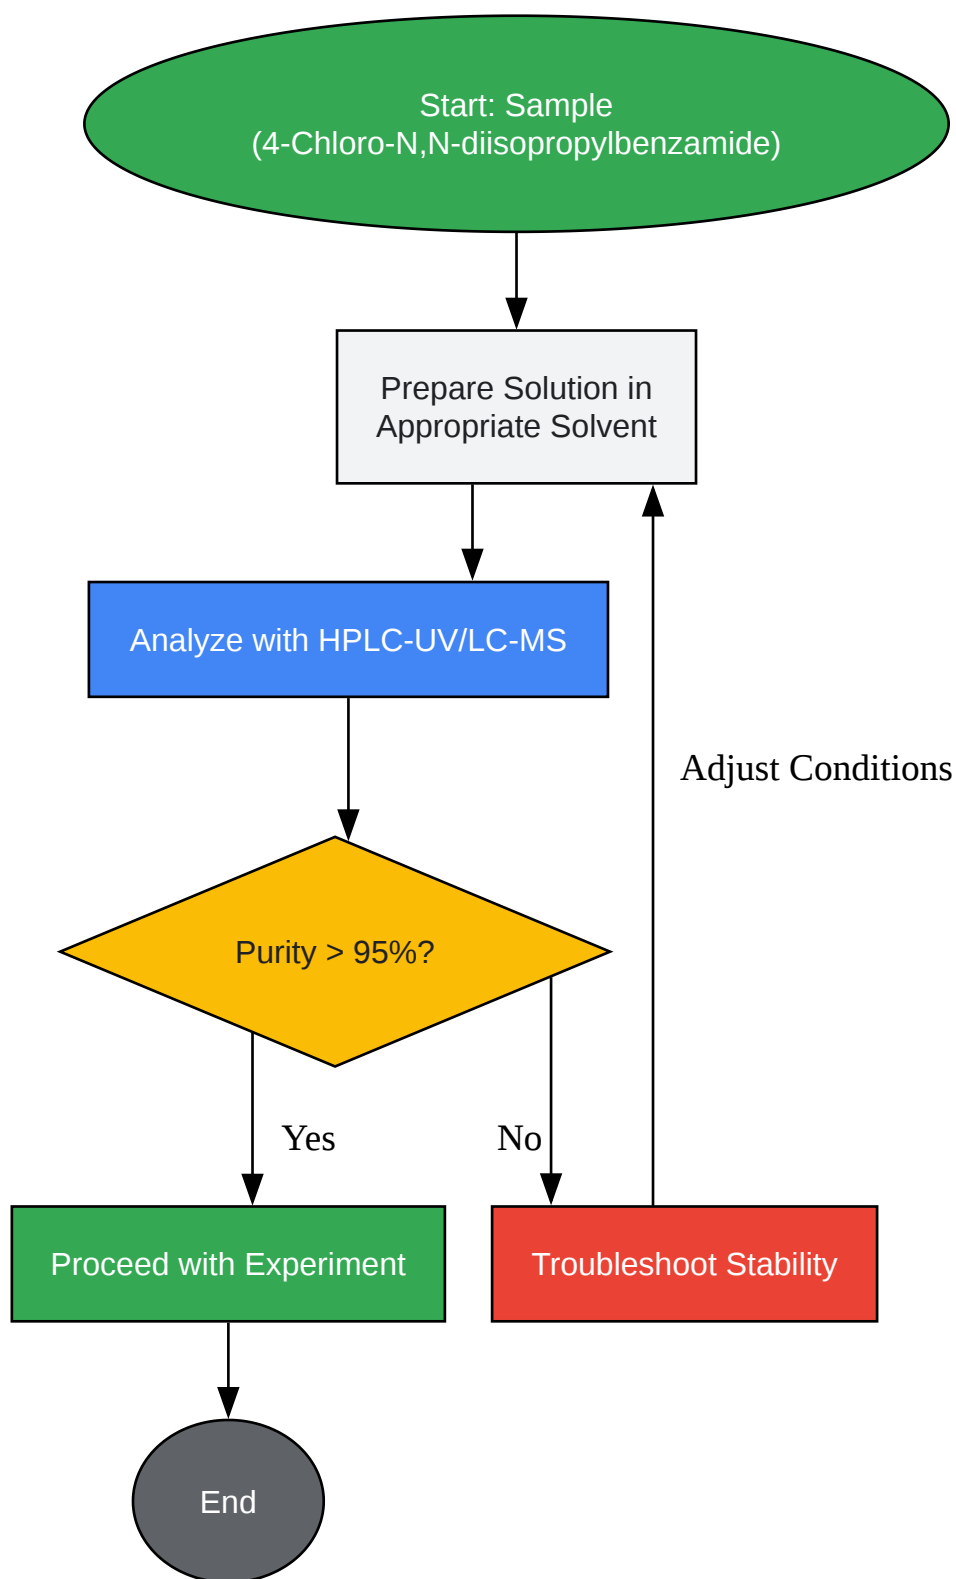 Start: Sample
(4-Chloro-N,N-diisopropylbenzamide)
Prepare Solution in
Appropriate Solvent
Analyze with HPLC-UV/LC-MS
Adjust Conditions
Purity > 95%?
Yes
No
Proceed with Experiment
Troubleshoot Stability
End